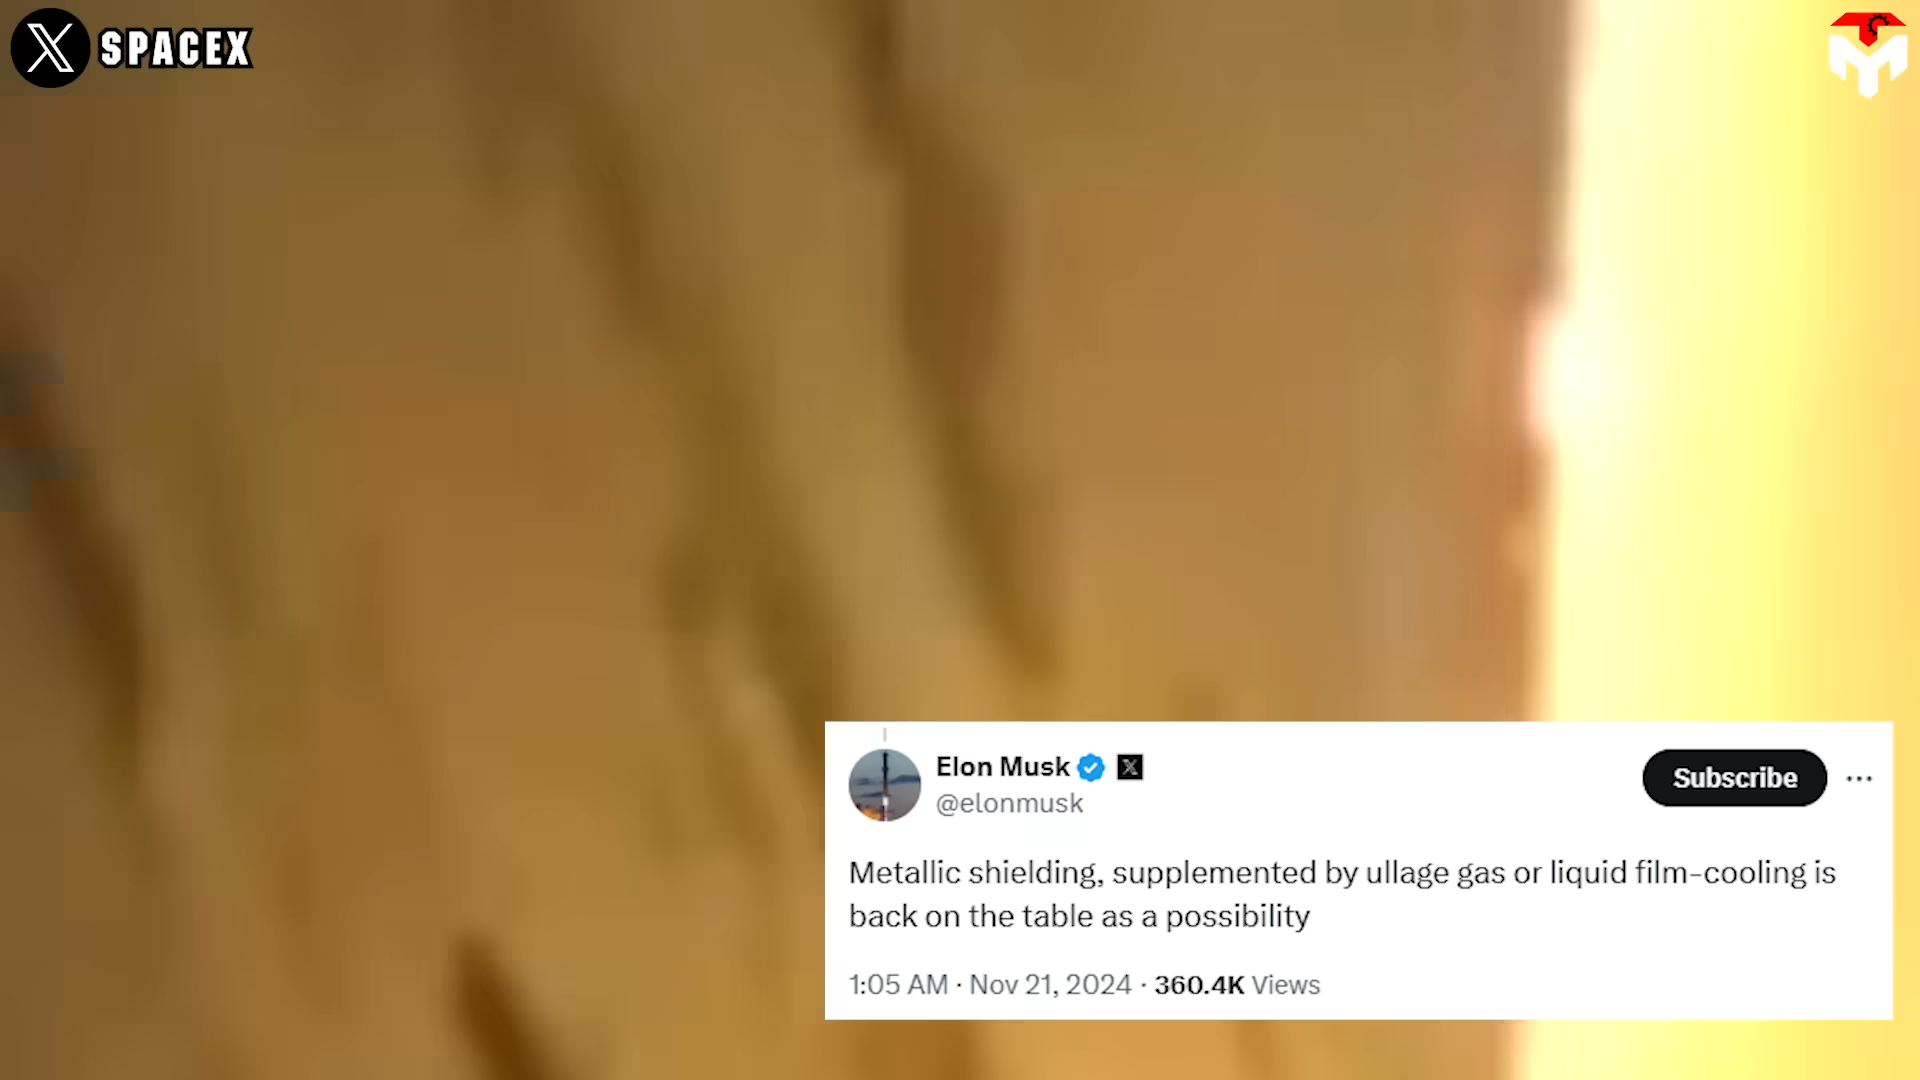 SPACEX
Elon Musk
@elonmusk
Subscribe
Metallic shielding, supplemented by ullage gas or liquid film-cooling is
back on the table as a possibility
1:05 AM · Nov 21, 2024 · 360.4K Views